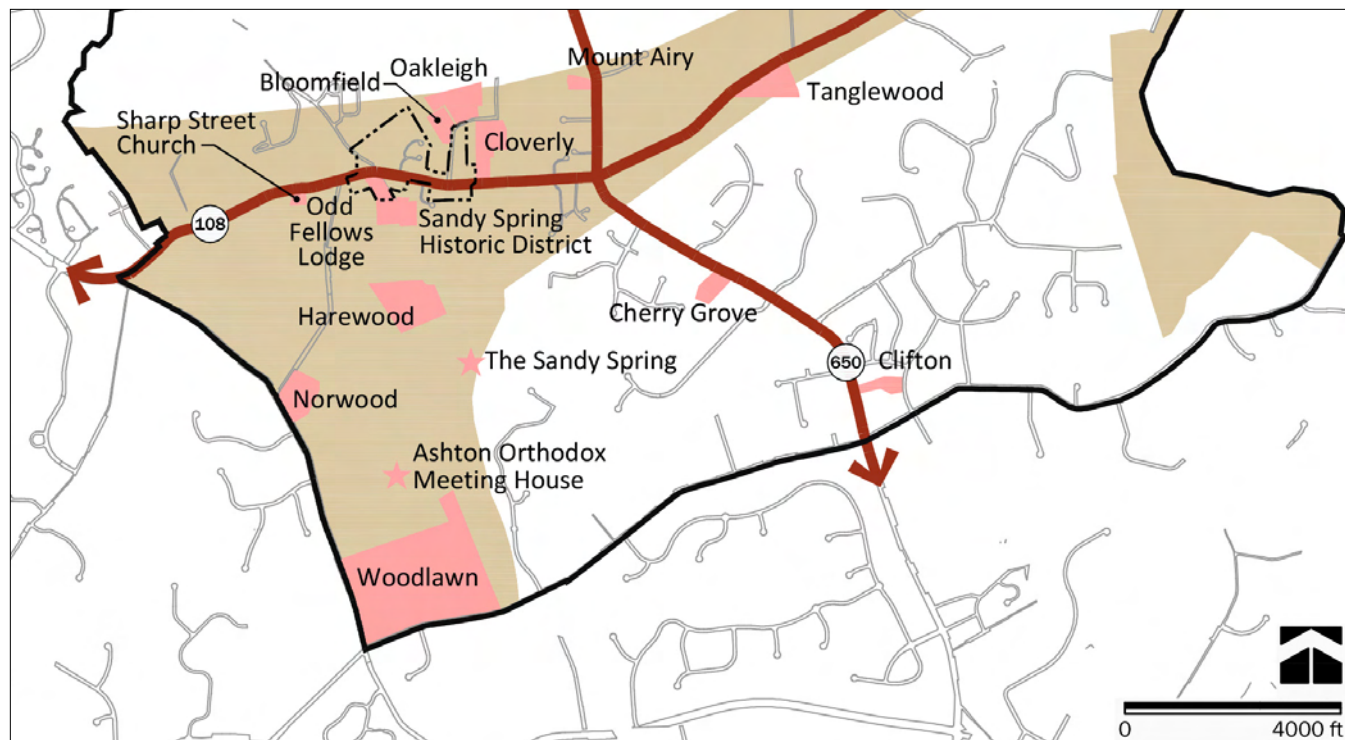 Mount Airy
Oakleigh
Bloomfield
Tanglewood
Sharp Street
Church
Cloverly
108
Odd
Fellows
Lodge
Sandy Spring
Historic District
Harewood
Cherry Grove
The Sandy Spring
650
Clifton
Norwood
Ashton Orthodox
Meeting House
Woodlawn
0
4000 ft